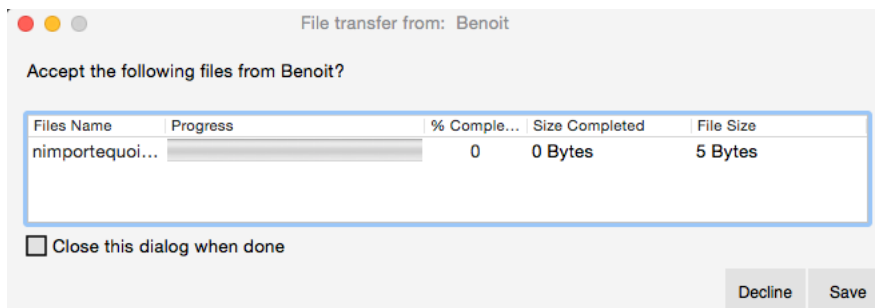 File transfer from: Benoit
Accept the following files from Benoit?
Files Name Progress % Comple... Size Completed File Size
nimportequoi... 0 0 Bytes 5 Bytes
Close this dialog when done
Decline Save